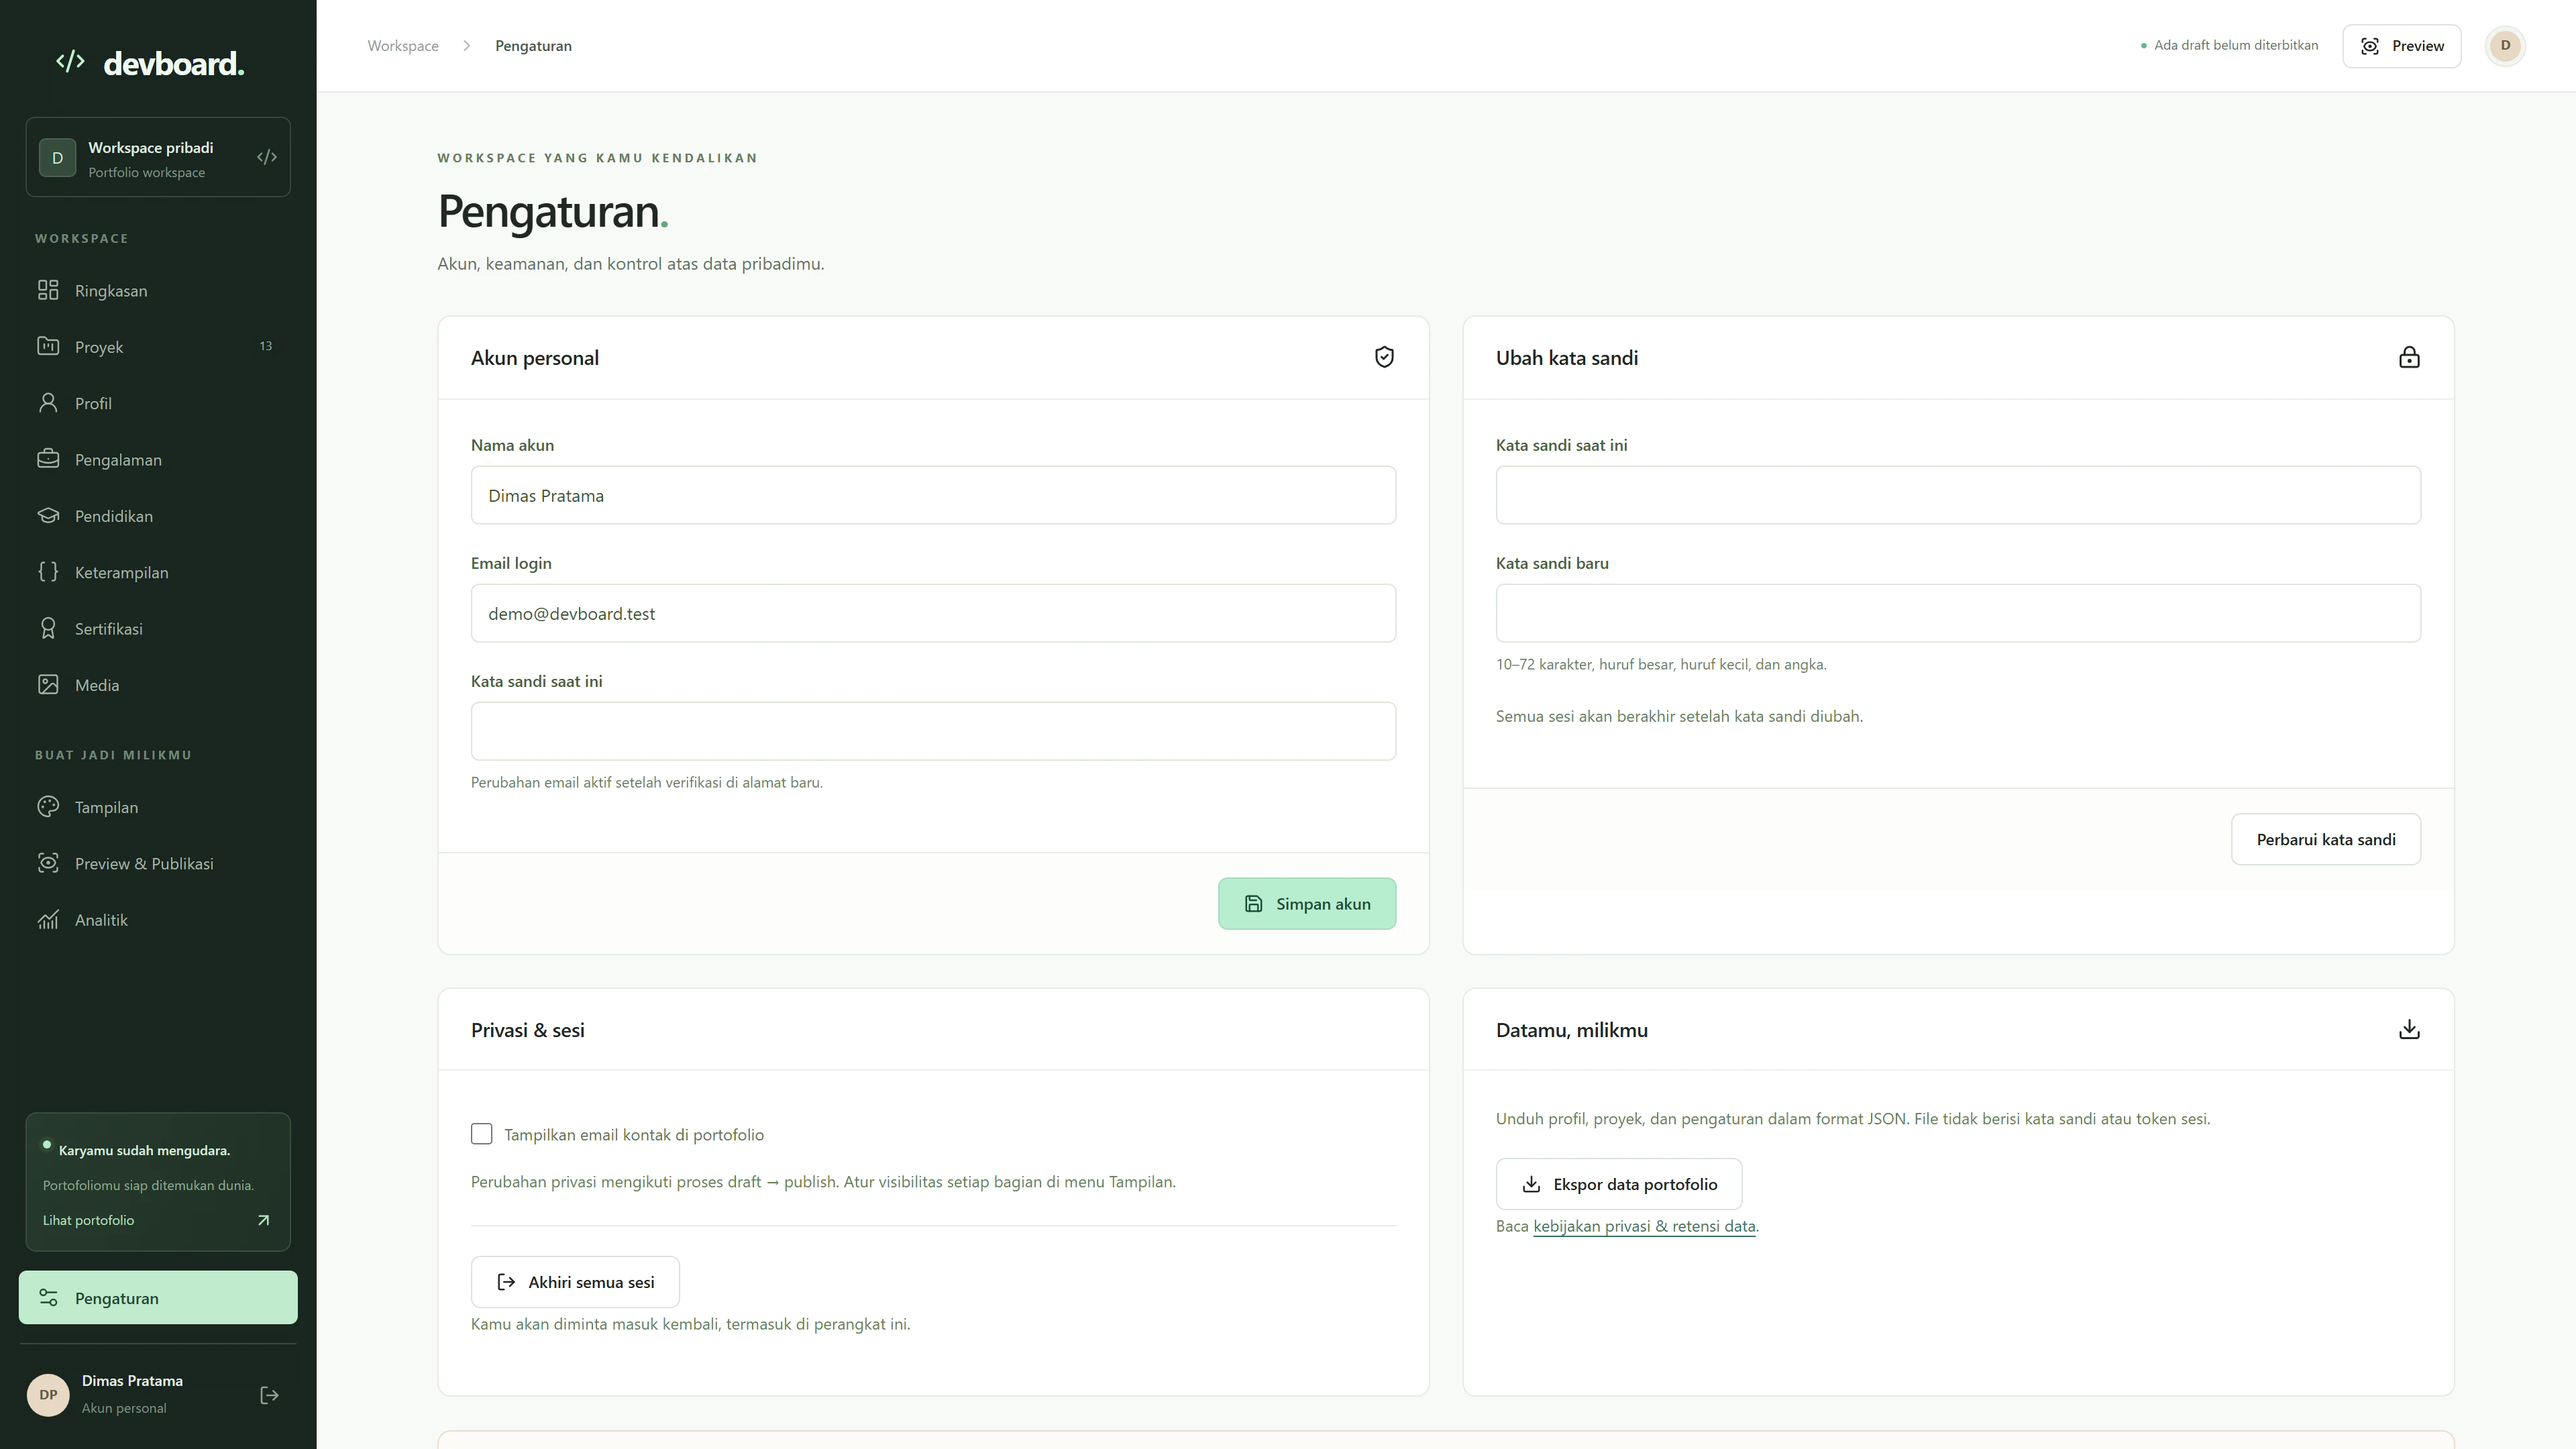 devboard.
D
Workspace pribadi
Portfolio workspace
WORKSPACE
Ringkasan
Proyek 13
Profil
Pengalaman
Pendidikan
Keterampilan
Sertifikasi
Media
BUAT JADI MILIKMU
Tampilan
Preview & Publikasi
Analitik
Karyamu sudah mengudara.
Portofoliomu siap ditemukan dunia.
Lihat portofolio
Pengaturan
DP
Dimas Pratama
Akun personal
Workspace > Pengaturan
Ada draft belum diterbitkan
Preview
D
WORKSPACE YANG KAMU KENDALIKAN
Pengaturan.
Akun, keamanan, dan kontrol atas data pribadimu.
Akun personal
Nama akun
Dimas Pratama
Email login
demo@devboard.test
Kata sandi saat ini
Perubahan email aktif setelah verifikasi di alamat baru.
Simpan akun
Ubah kata sandi
Kata sandi saat ini
Kata sandi baru
10–72 karakter, huruf besar, huruf kecil, dan angka.
Semua sesi akan berakhir setelah kata sandi diubah.
Perbarui kata sandi
Privasi & sesi
Tampilkan email kontak di portofolio
Perubahan privasi mengikuti proses draft → publish. Atur visibilitas setiap bagian di menu Tampilan.
Akhiri semua sesi
Kamu akan diminta masuk kembali, termasuk di perangkat ini.
Datamu, milikmu
Unduh profil, proyek, dan pengaturan dalam format JSON. File tidak berisi kata sandi atau token sesi.
Ekspor data portofolio
Baca kebijakan privasi & retensi data.